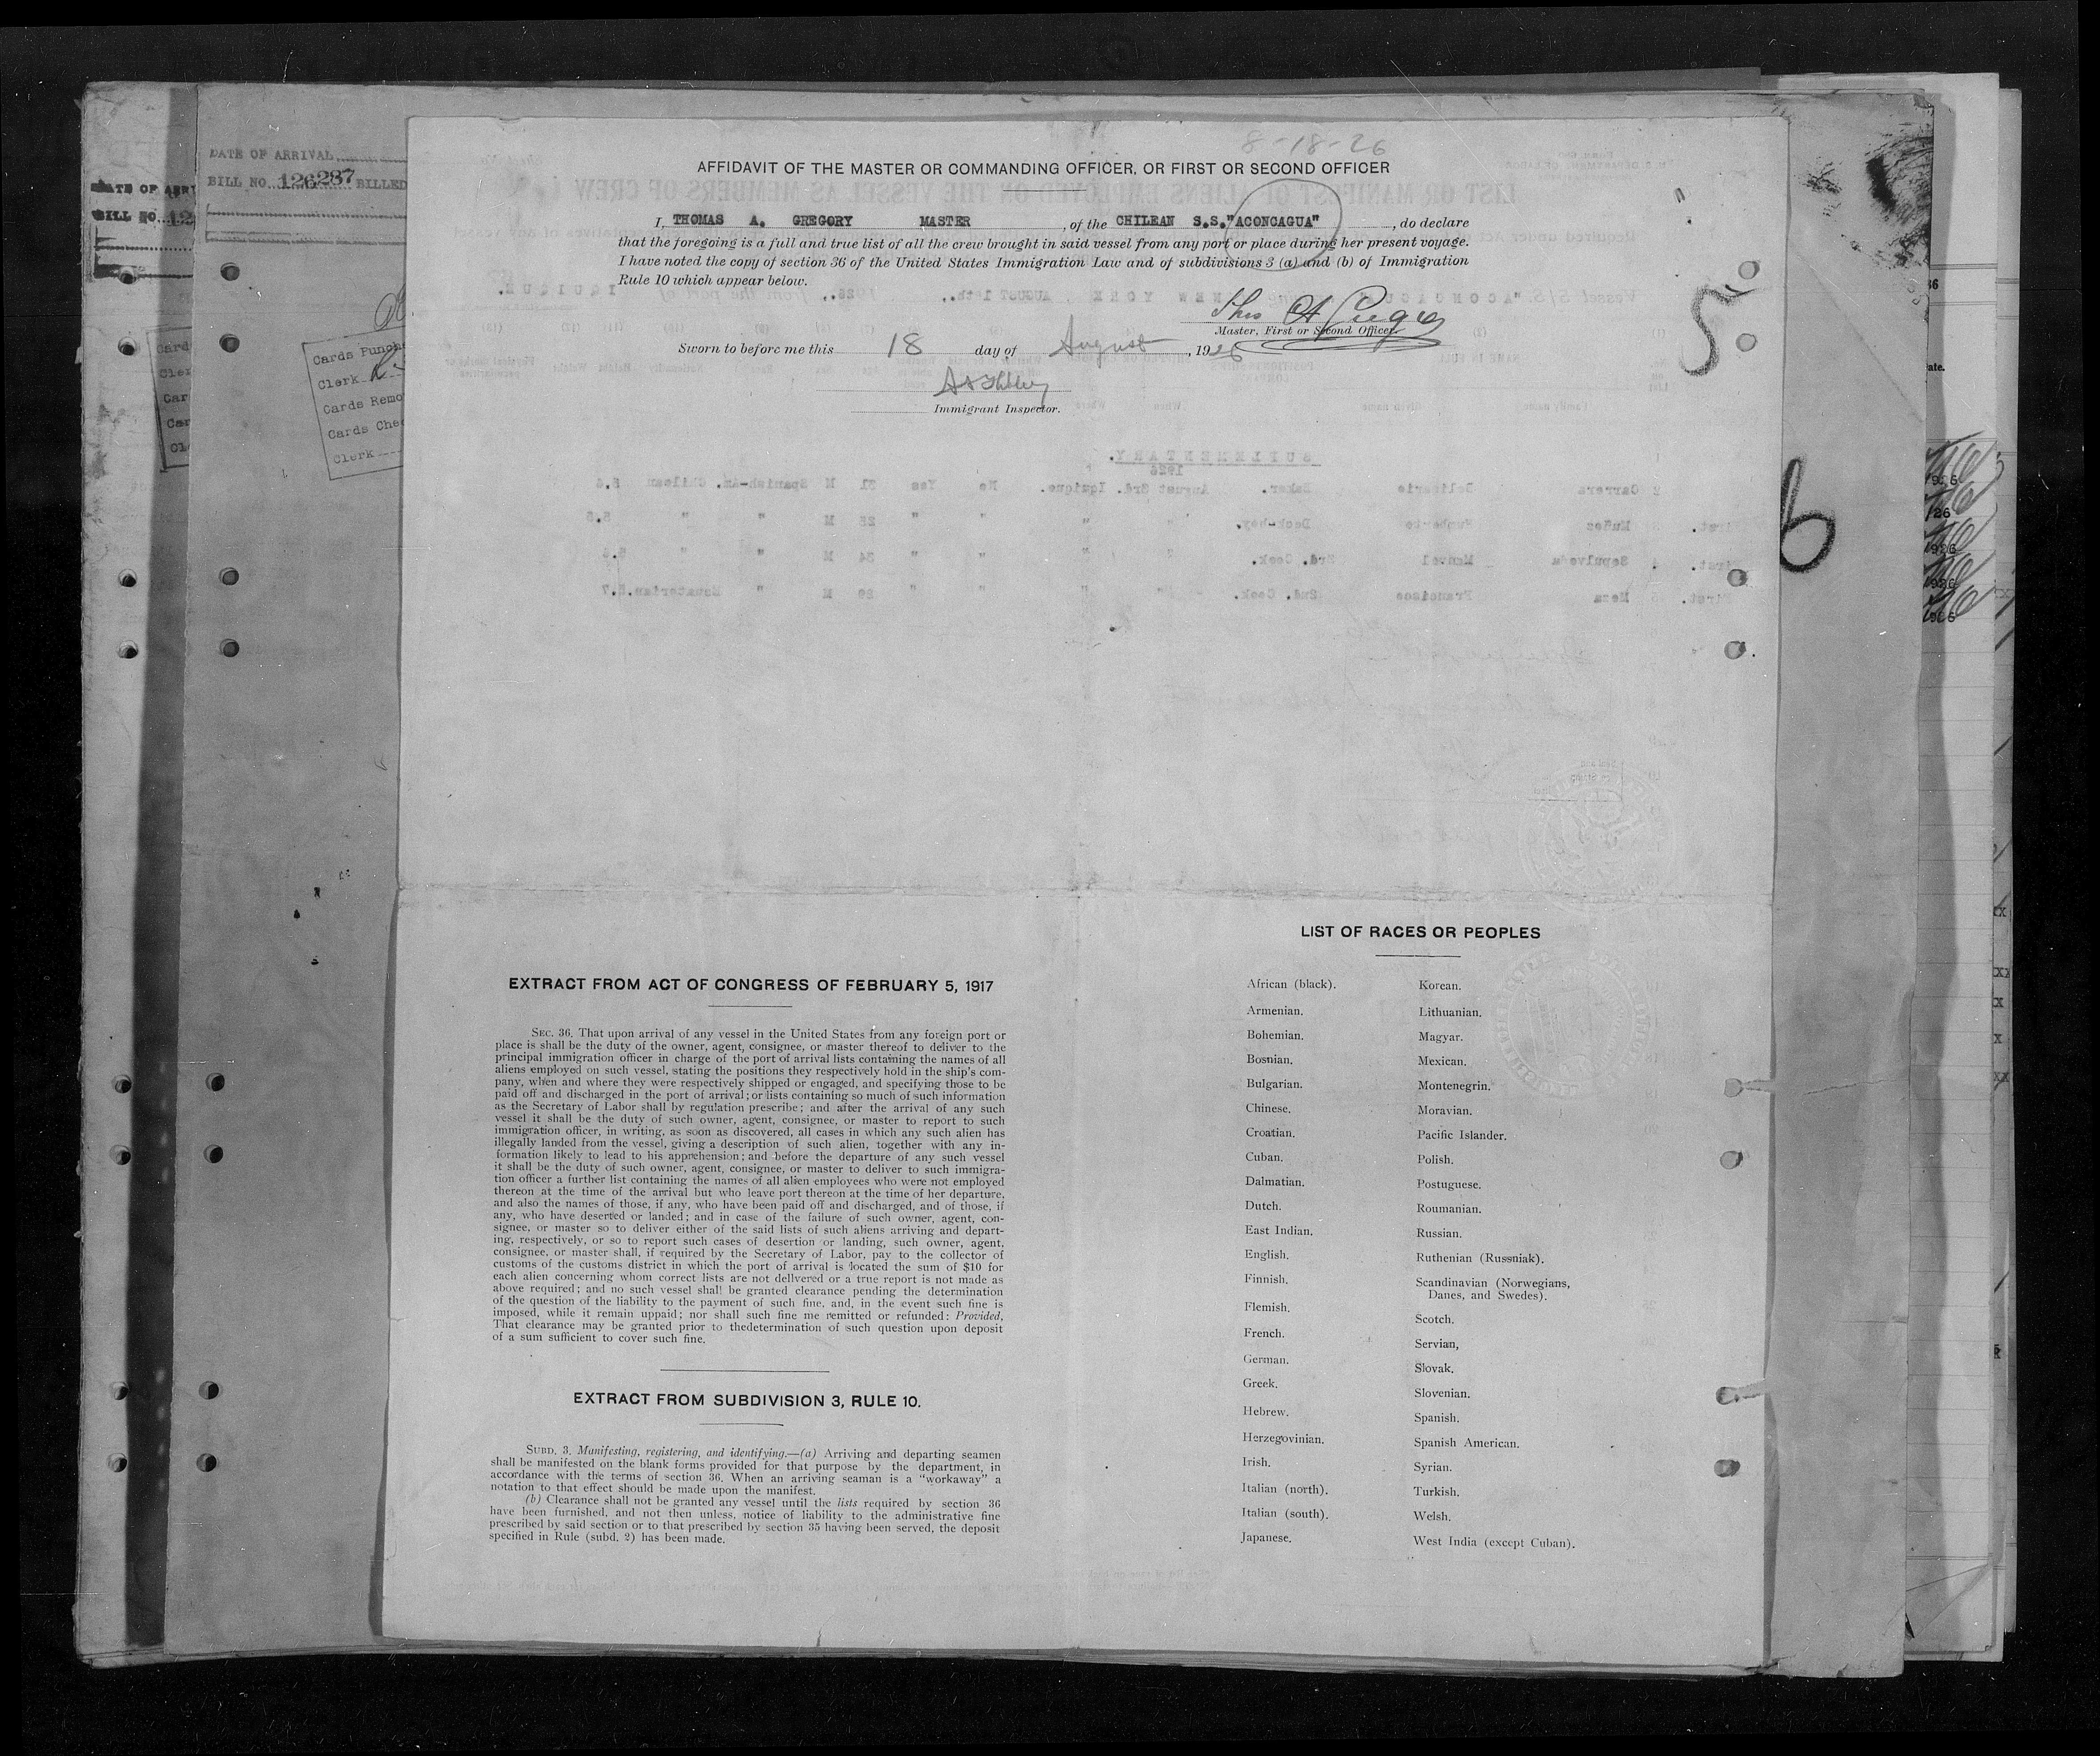 8-18-26
AFFIDAVIT OF THE MASTER OR COMMANDING OFFICER, OR FIRST OR SECOND OFFICER
I, THOMAS A. GREGORY MASTER, of the CHILEAN S.S."ACONCAGUA", do declare
that the foregoing is a full and true list of all the crew brought in said vessel from any port or place during her present voyage.
I have noted the copy of section 36 of the United States Immigration Law and of subdivisions 3 (a) and (b) of Immigration
Rule 10 which appear below.
Thos A Gregory
Master, First or Second Officer.
Sworn to before me this 18 day of August, 1926
Immigrant Inspector.
5
6
DATE OF ARRIVAL
BILL NO. 126287 BILLED
Cards Punch
Clerk
Cards Remo
Cards Chec
Clerk
DATE OF ARRI
BILL NO. 12
EXTRACT FROM ACT OF CONGRESS OF FEBRUARY 5, 1917
SEC. 36. That upon arrival of any vessel in the United States from any foreign port or
place is shall be the duty of the owner, agent, consignee, or master thereof to deliver to the
principal immigration officer in charge of the port of arrival lists containing the names of all
aliens employed on such vessel, stating the positions they respectively hold in the ship's com-
pany, when and where they were respectively shipped or engaged, and specifying those to be
paid off and discharged in the port of arrival; or lists containing so much of such information
as the Secretary of Labor shall by regulation prescribe; and after the arrival of any such
vessel it shall be the duty of such owner, agent, consignee, or master to report to such
immigration officer, in writing, as soon as discovered, all cases in which any such alien has
illegally landed from the vessel, giving a description of such alien, together with any in-
formation likely to lead to his apprehension; and before the departure of any such vessel
it shall be the duty of such owner, agent, consignee, or master to deliver to such immigra-
tion officer a further list containing the names of all alien employees who were not employed
thereon at the time of the arrival but who leave port thereon at the time of her departure,
and also the names of those, if any, who have been paid off and discharged, and of those, if
any, who have deserted or landed; and in case of the failure of such owner, agent, con-
signee, or master so to deliver either of the said lists of such aliens arriving and depart-
ing, respectively, or so to report such cases of desertion or landing, such owner, agent,
consignee, or master shall, if required by the Secretary of Labor, pay to the collector of
customs of the customs district in which the port of arrival is located the sum of $10 for
each alien concerning whom correct lists are not delivered or a true report is not made as
above required; and no such vessel shall be granted clearance pending the determination
of the question of the liability to the payment of such fine, and, in the event such fine is
imposed, while it remain uppaid; nor shall such fine me remitted or refunded: Provided,
That clearance may be granted prior to thedetermination of such question upon deposit
of a sum sufficient to cover such fine.
EXTRACT FROM SUBDIVISION 3, RULE 10.
SUBD. 3. Manifesting, registering, and identifying.—(a) Arriving and departing seamen
shall be manifested on the blank forms provided for that purpose by the department, in
accordance with the terms of section 36. When an arriving seaman is a "workaway" a
notation to that effect should be made upon the manifest.
(b) Clearance shall not be granted any vessel until the lists required by section 36
have been furnished, and not then unless, notice of liability to the administrative fine
prescribed by said section or to that prescribed by section 35 having been served, the deposit
specified in Rule (subd. 2) has been made.
LIST OF RACES OR PEOPLES
African (black).
Armenian.
Bohemian.
Bosnian.
Bulgarian.
Chinese.
Croatian.
Cuban.
Dalmatian.
Dutch.
East Indian.
English.
Finnish.
Flemish.
French.
German.
Greek.
Hebrew.
Herzegovinian.
Irish.
Italian (north).
Italian (south).
Japanese.
Korean.
Lithuanian.
Magyar.
Mexican.
Montenegrin.
Moravian.
Pacific Islander.
Polish.
Postuguese.
Roumanian.
Russian.
Ruthenian (Russniak).
Scandinavian (Norwegians,
Danes, and Swedes).
Scotch.
Servian,
Slovak.
Slovenian.
Spanish.
Spanish American.
Syrian.
Turkish.
Welsh.
West India (except Cuban).